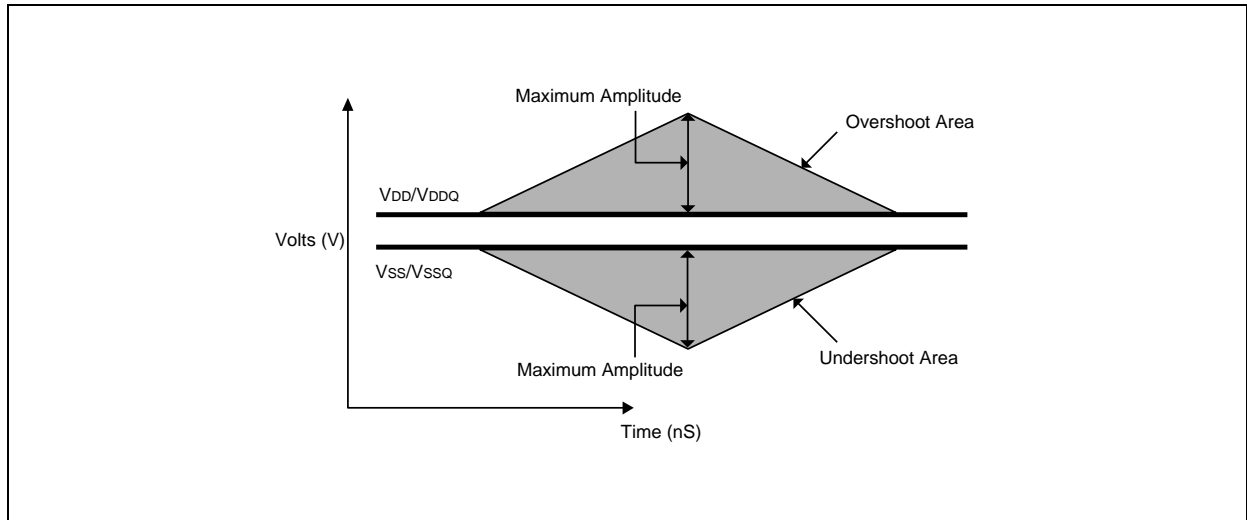 Maximum Amplitude
Overshoot Area
VDD/VDDQ
Volts (V)
VSS/VSSQ
Undershoot Area
Maximum Amplitude
Time (nS)